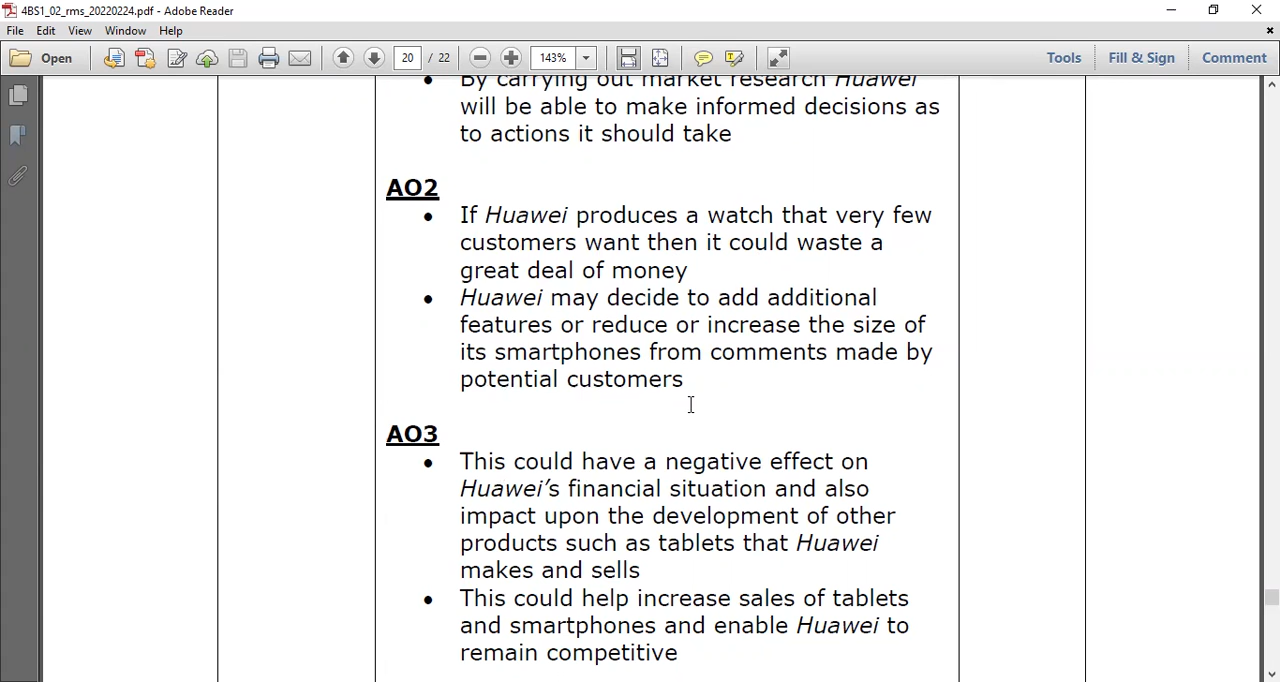 4BS1_02_rms_20220224.pdf - Adobe Reader
File Edit View Window Help
Open 20 / 22 143% Tools Fill & Sign Comment
• By carrying out market research Huawei
will be able to make informed decisions as
to actions it should take
AO2
• If Huawei produces a watch that very few
customers want then it could waste a
great deal of money
• Huawei may decide to add additional
features or reduce or increase the size of
its smartphones from comments made by
potential customers
AO3
• This could have a negative effect on
Huawei’s financial situation and also
impact upon the development of other
products such as tablets that Huawei
makes and sells
• This could help increase sales of tablets
and smartphones and enable Huawei to
remain competitive